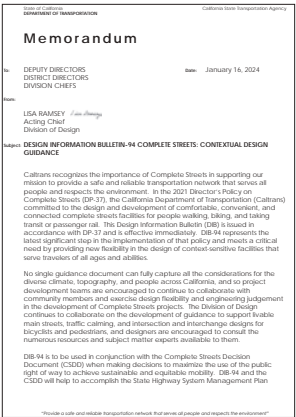 State of California
California State Transportation Agency
DEPARTMENT OF TRANSPORTATION
Memorandum
To: DEPUTY DIRECTORS
Date: January 16, 2024
DISTRICT DIRECTORS
DIVISION CHIEFS
From:
LISA RAMSEY Lisa Ramsey
Acting Chief
Division of Design
Subject: DESIGN INFORMATION BULLETIN-94 COMPLETE STREETS: CONTEXTUAL DESIGN
GUIDANCE
Caltrans recognizes the importance of Complete Streets in supporting our
mission to provide a safe and reliable transportation network that serves all
people and respects the environment. In the 2021 Director's Policy on
Complete Streets (DP-37), the California Department of Transportation (Caltrans)
committed to the design and development of comfortable, convenient, and
connected complete streets facilities for people walking, biking, and taking
transit or passenger rail. This Design Information Bulletin (DIB) is issued in
accordance with DP-37 and is effective immediately. DIB-94 represents the
latest significant step in the implementation of that policy and meets a critical
need by providing new flexibility in the design of context-sensitive facilities that
serve travelers of all ages and abilities.
No single guidance document can fully capture all the considerations for the
diverse climate, topography, and people across California, and so project
development teams are encouraged to continue to collaborate with
community members and exercise design flexibility and engineering judgement
in the development of Complete Streets projects. The Division of Design
continues to collaborate on the development of guidance to support livable
main streets, traffic calming, and intersection and interchange designs for
bicyclists and pedestrians, and designers are encouraged to consult the
numerous resources and subject matter experts available to them.
DIB-94 is to be used in conjunction with the Complete Streets Decision
Document (CSDD) when making decisions to maximize the use of the public
right of way to achieve sustainable and equitable mobility. DIB-94 and the
CSDD will help to accomplish the State Highway System Management Plan
"Provide a safe and reliable transportation network that serves all people and respects the environment"